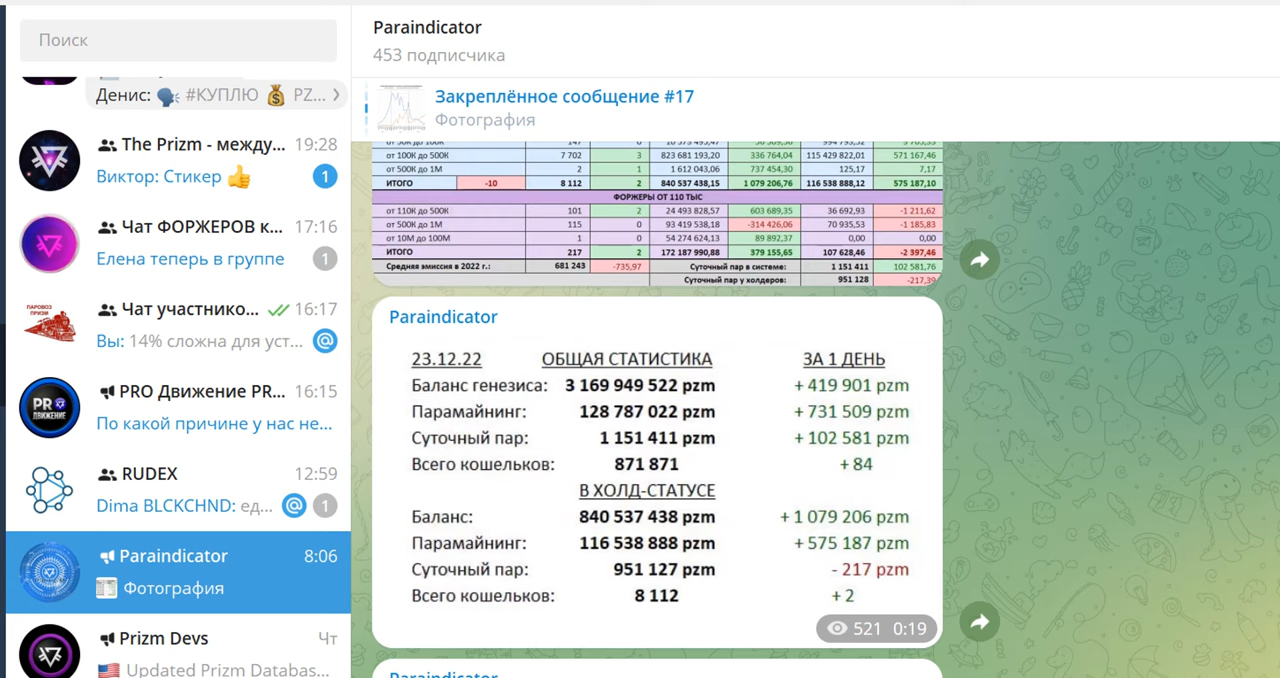 Поиск
Денис: #КУПЛЮ PZ...
The Prizm - между... 19:28
Виктор: Стикер 1
Чат ФОРЖЕРОВ к... 17:16
Елена теперь в группе 1
ПАРОВОЗ
ПРИЗМ
Чат участнико... 16:17
Вы: 14% сложна для уст... @
PRO Движение PR... 16:15
PR
ДВИЖЕНИЕ
По какой причине у нас не...
RUDEX 12:59
Dima BLCKCHND: ед... @ 1
Paraindicator 8:06
Фотография
Prizm Devs Чт
Updated Prizm Databas...
Paraindicator
453 подписчика
Закреплённое сообщение #17
Фотография
от 100К до 500К 7 702 3 823 681 193,20 336 764,04 115 429 822,01 571 167,46
от 500К до 1М 2 1 1 612 043,06 737 454,30 125,17 7,17
ИТОГО -10 8 112 2 840 537 438,15 1 079 206,76 116 538 888,12 575 187,10
ФОРЖЕРЫ ОТ 110 ТЫС
от 110К до 500К 101 2 24 493 828,57 603 689,35 36 692,93 -1 211,62
от 500К до 1М 115 0 93 419 538,18 -314 426,06 70 935,53 -1 185,83
от 10М до 100М 1 0 54 274 624,13 89 892,37 0,00 0,00
ИТОГО 217 2 172 187 990,88 379 155,65 107 628,46 -2 397,46
Средняя эмиссия в 2022 г.: 681 243 -735,97 Суточный пар в системе: 1 151 411 102 581,76
Суточный пар у холдеров: 951 128 -217,39
Paraindicator
23.12.22 ОБЩАЯ СТАТИСТИКА ЗА 1 ДЕНЬ
Баланс генезиса: 3 169 949 522 pzm + 419 901 pzm
Парамайнинг: 128 787 022 pzm + 731 509 pzm
Суточный пар: 1 151 411 pzm + 102 581 pzm
Всего кошельков: 871 871 + 84
В ХОЛД-СТАТУСЕ
Баланс: 840 537 438 pzm + 1 079 206 pzm
Парамайнинг: 116 538 888 pzm + 575 187 pzm
Суточный пар: 951 127 pzm - 217 pzm
Всего кошельков: 8 112 + 2
521 0:19
Paraindicator